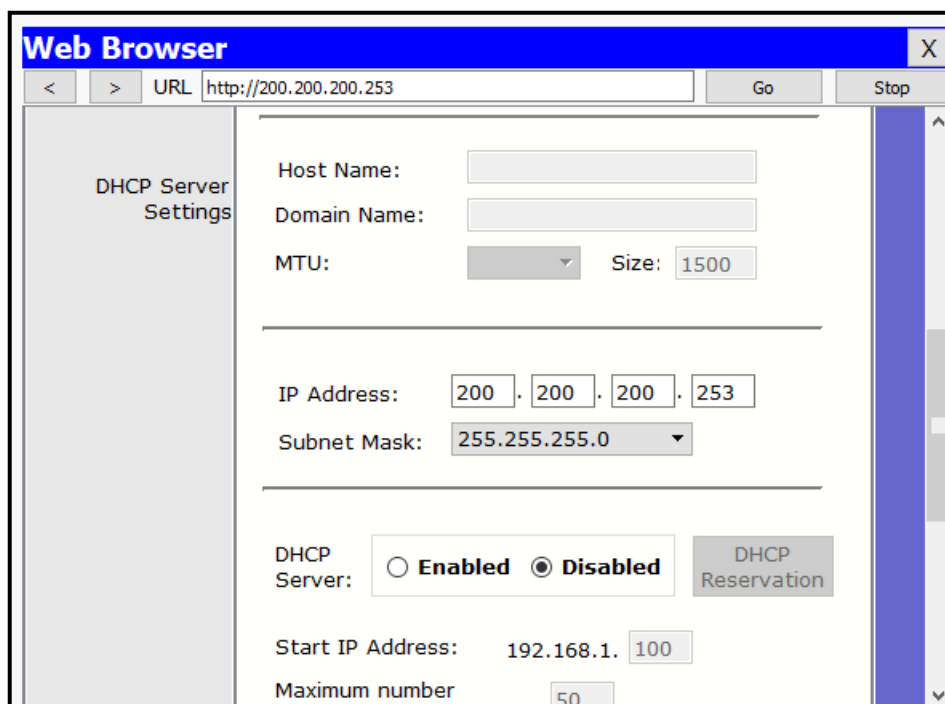 Web Browser X
< > URL http://200.200.200.253 Go Stop
Host Name:
DHCP Server
Settings
Domain Name:
MTU: Size: 1500
IP Address: 200 . 200 . 200 . 253
Subnet Mask: 255.255.255.0
DHCP
Server: Enabled Disabled DHCP
Reservation
Start IP Address: 192.168.1. 100
Maximum number 50